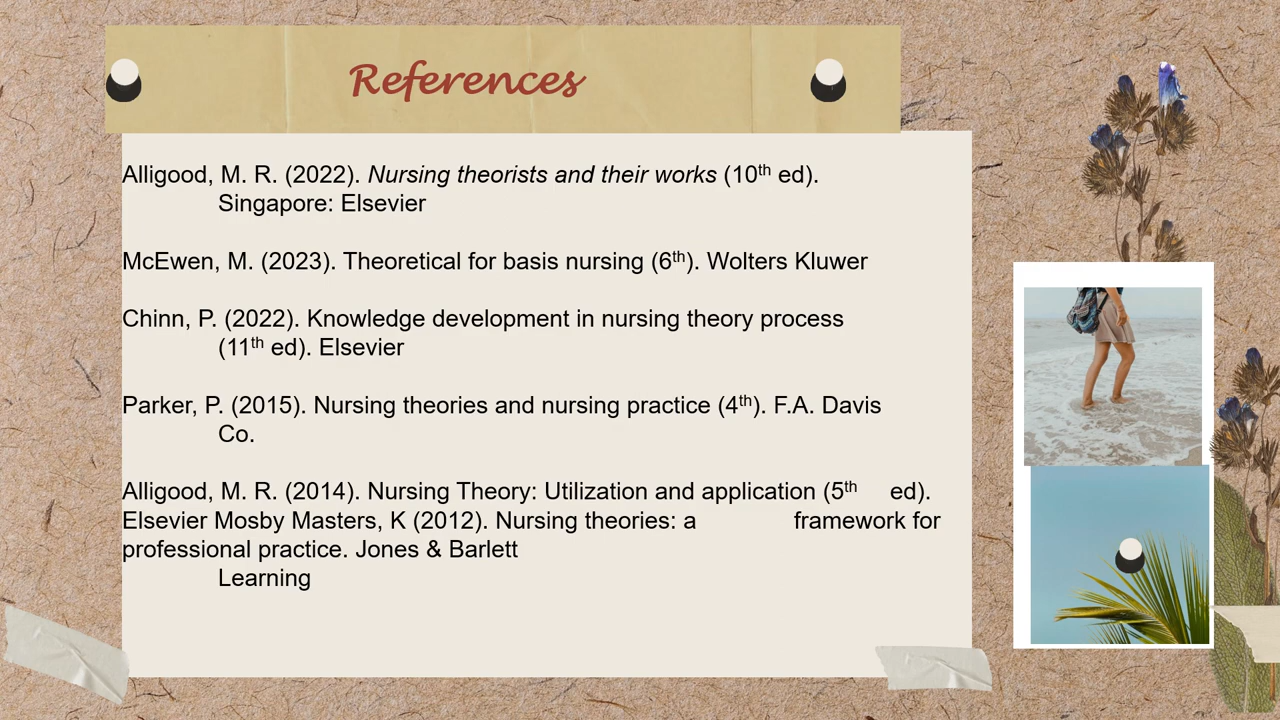 References
Alligood, M. R. (2022). Nursing theorists and their works (10th ed).
Singapore: Elsevier
McEwen, M. (2023). Theoretical for basis nursing (6th). Wolters Kluwer
Chinn, P. (2022). Knowledge development in nursing theory process
(11th ed). Elsevier
Parker, P. (2015). Nursing theories and nursing practice (4th). F.A. Davis
Co.
Alligood, M. R. (2014). Nursing Theory: Utilization and application (5th ed).
Elsevier Mosby Masters, K (2012). Nursing theories: a framework for
professional practice. Jones & Barlett
Learning